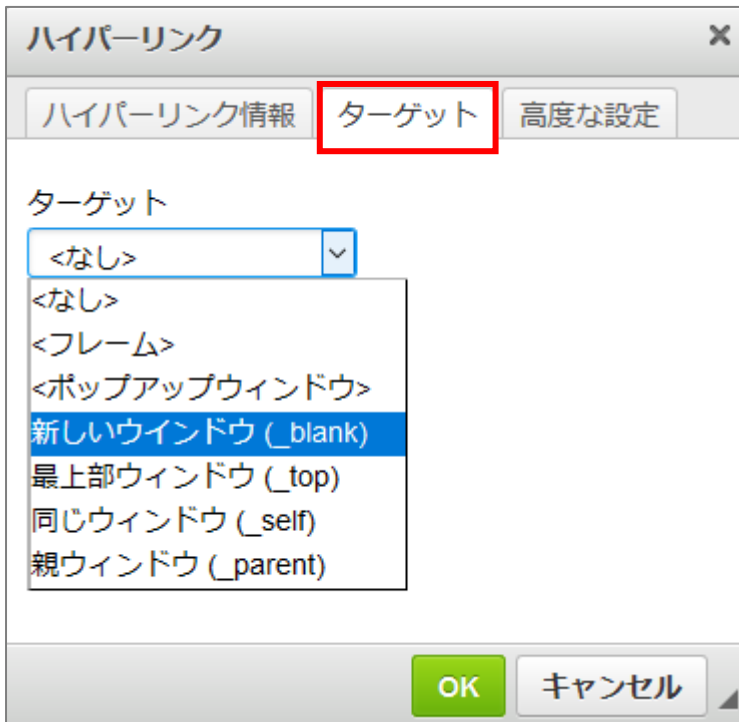 ハイパーリンク
ハイパーリンク情報 ターゲット 高度な設定
ターゲット
<なし>
<なし>
<フレーム>
<ポップアップウィンドウ>
新しいウインドウ (_blank)
最上部ウィンドウ (_top)
同じウィンドウ (_self)
親ウィンドウ (_parent)
OK キャンセル